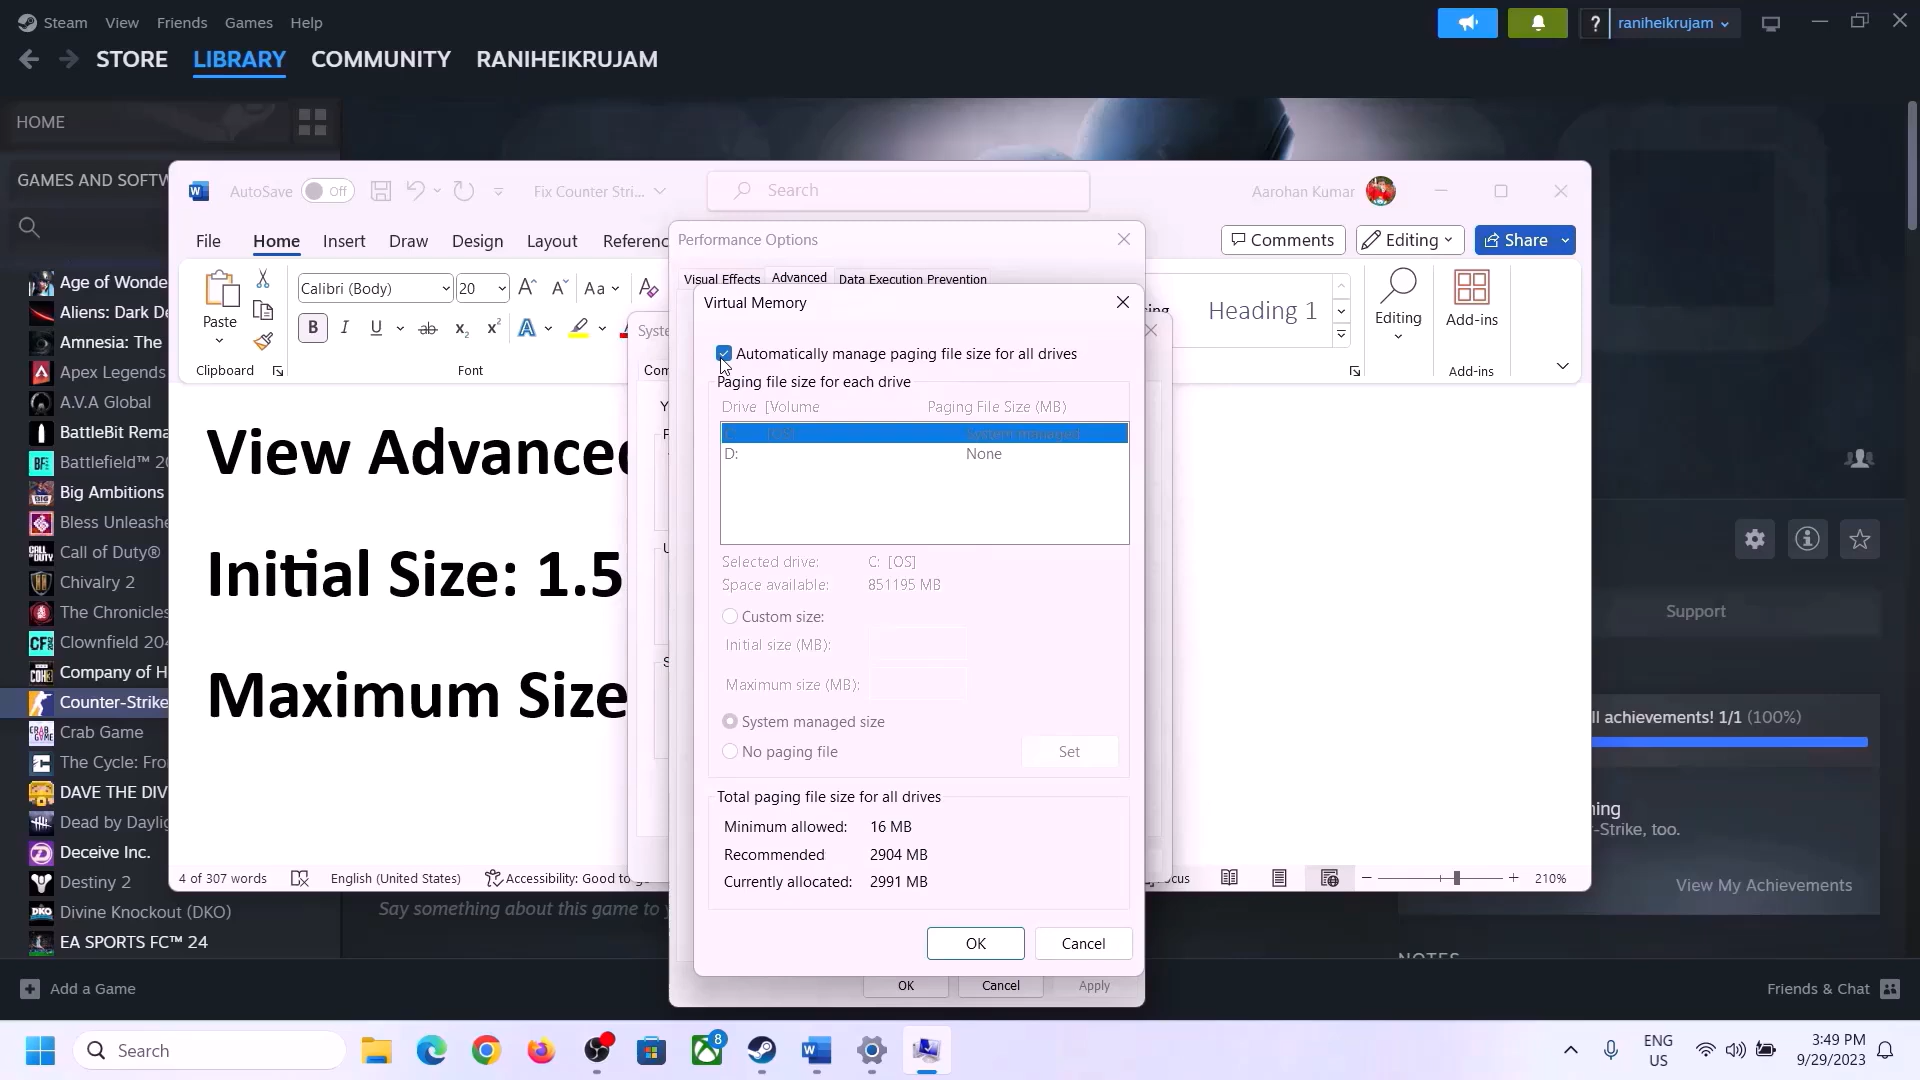 Steam View Friends Games Help
raniheikrujam
STORE LIBRARY COMMUNITY RANIHEIKRUJAM
HOME
GAMES AND SOFTW
Age of Wonde
Aliens: Dark De
Amnesia: The
Apex Legends
A.V.A Global
BattleBit Rema
Battlefield™ 20
Big Ambitions
Bless Unleashe
Call of Duty®
Chivalry 2
The Chronicles
Clownfield 204
Company of H
Counter-Strike
Crab Game
The Cycle: Fro
DAVE THE DIV
Dead by Daylig
Deceive Inc.
Destiny 2
Divine Knockout (DKO)
EA SPORTS FC™ 24
Add a Game
AutoSave Off Fix Counter Stri... Search Aarohan Kumar
File Home Insert Draw Design Layout Referenc
Comments Editing Share
Paste
Clipboard
Calibri (Body) 20
Font
Heading 1
Editing
Add-ins
Add-ins
View Advanced
Initial Size: 1.5
Maximum Size
4 of 307 words English (United States) Accessibility: Good to
210%
Performance Options
Visual Effects Advanced Data Execution Prevention
Virtual Memory
Automatically manage paging file size for all drives
Paging file size for each drive
Drive [Volume Paging File Size (MB)
C: [OS] System managed
D: None
Selected drive: C: [OS]
Space available: 851195 MB
Custom size:
Initial size (MB):
Maximum size (MB):
System managed size
No paging file
Set
Total paging file size for all drives
Minimum allowed: 16 MB
Recommended 2904 MB
Currently allocated: 2991 MB
OK Cancel
OK Cancel Apply
Support
ll achievements! 1/1 (100%)
-Strike, too.
View My Achievements
Say something about this game to y
NOTES
Friends & Chat
Search
8
ENG
US
3:49 PM
9/29/2023